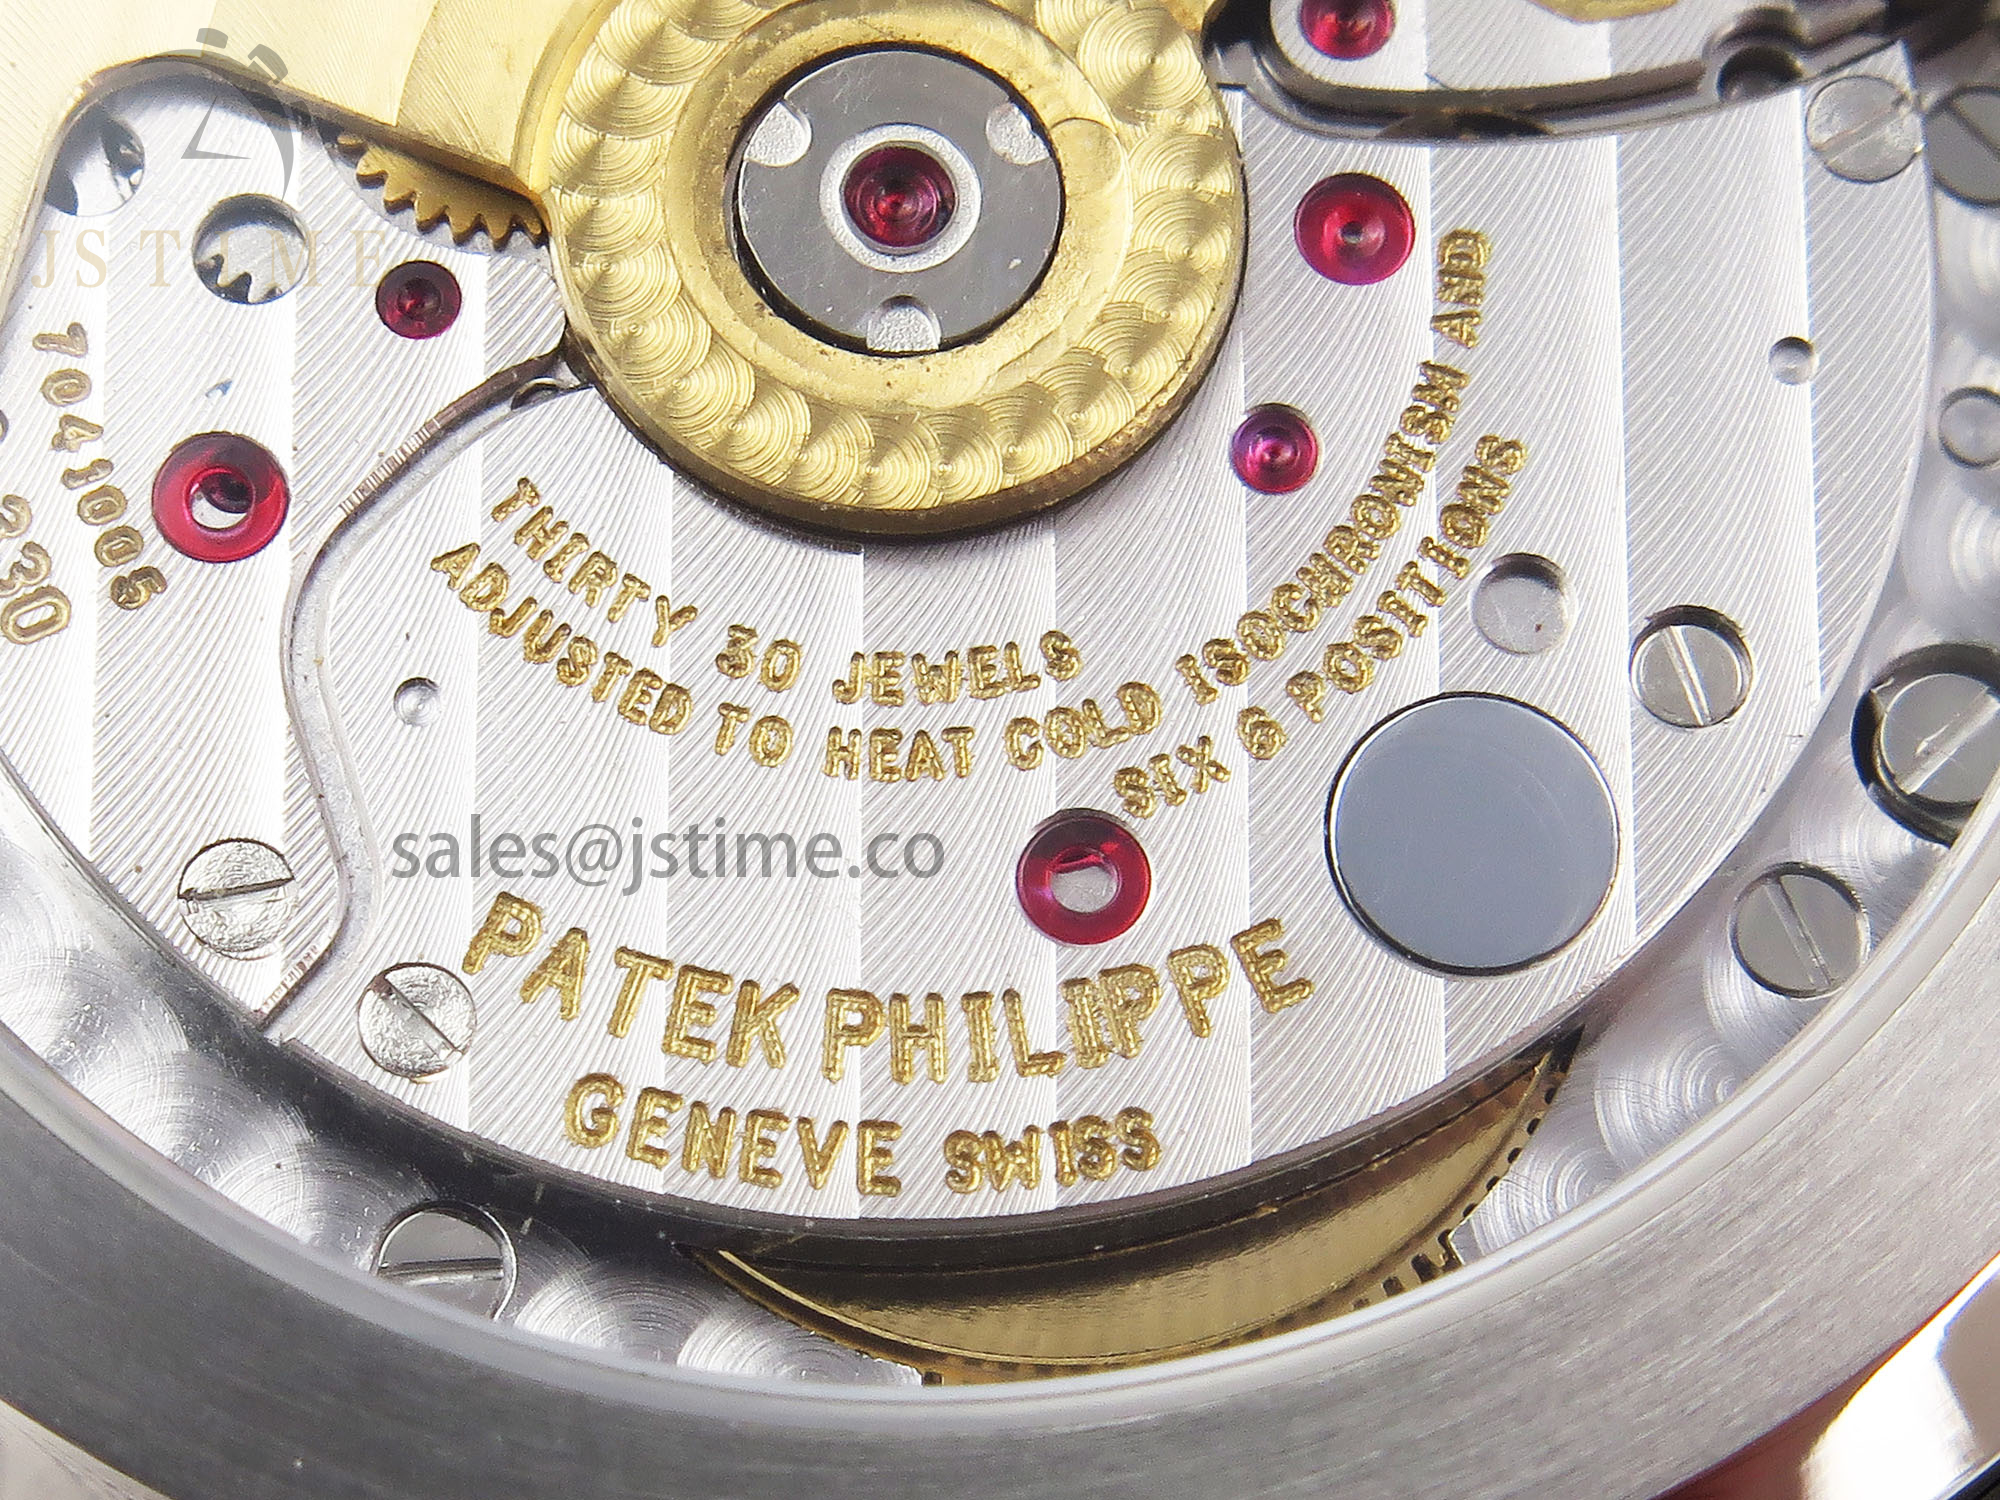 JSTIME
7041005
230
THIRTY 30 JEWELS
ADJUSTED TO HEAT COLD ISOCHRONISM AND
SIX 6 POSITIONS
sales@jstime.co
PATEK PHILIPPE
GENEVE SWISS